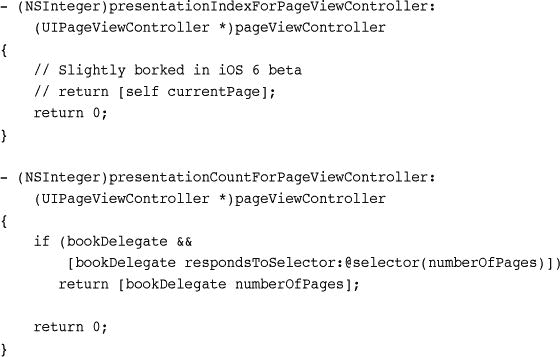 - (NSInteger)presentationIndexForPageViewController:
    (UIPageViewController *)pageViewController
{
    // Slightly borked in iOS 6 beta
    // return [self currentPage];
    return 0;
}

- (NSInteger)presentationCountForPageViewController:
    (UIPageViewController *)pageViewController
{
    if (bookDelegate &&
        [bookDelegate respondsToSelector:@selector(numberOfPages)])
       return [bookDelegate numberOfPages];

    return 0;
}